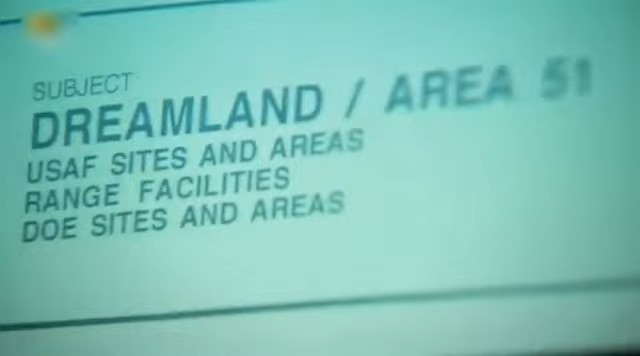 SUBJECT
DREAMLAND / AREA 51
USAF SITES AND AREAS
RANGE FACILITIES
DOE SITES AND AREAS